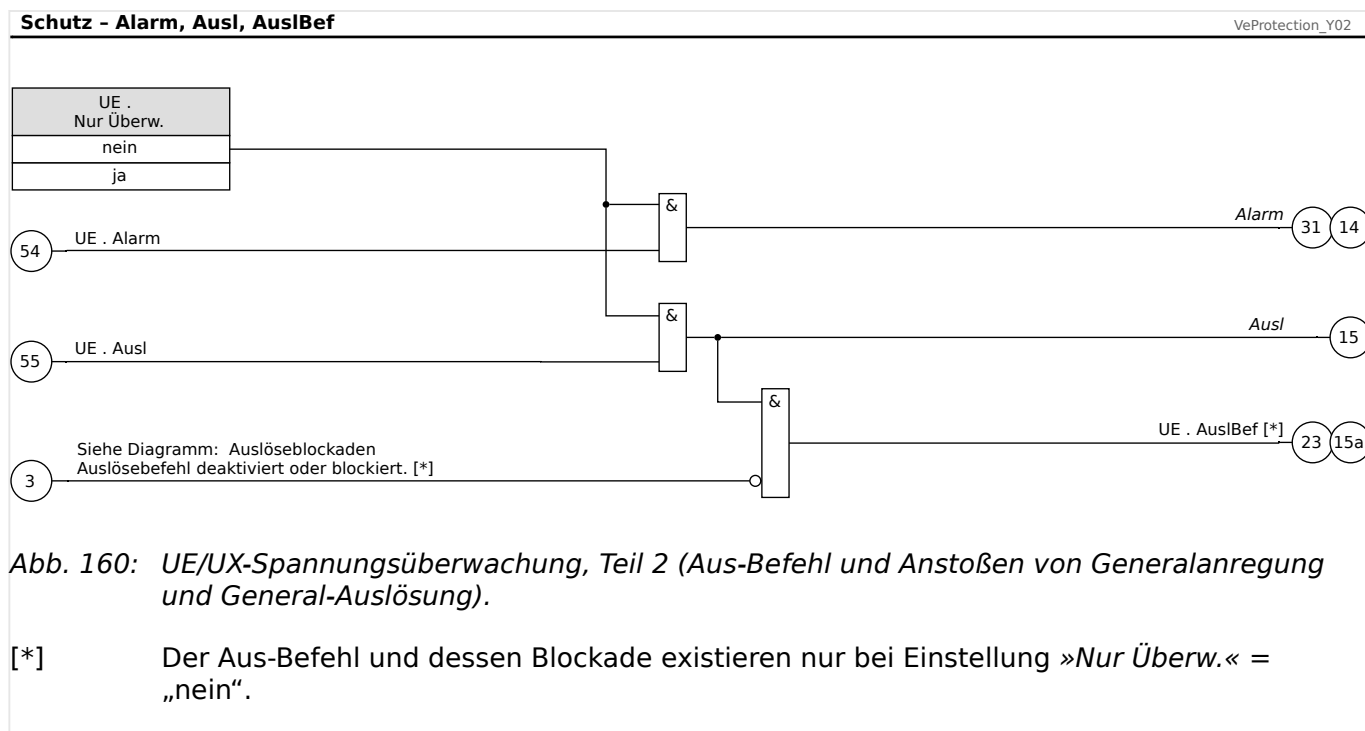 Schutz – Alarm, Ausl, AuslBef
VeProtection_Y02
UE .
Nur Überw.
nein
ja
&
Alarm
31
14
54
UE . Alarm
&
Ausl
15
55
UE . Ausl
&
UE . AuslBef [*]
23
15a
3
Siehe Diagramm: Auslöseblockaden
Auslösebefehl deaktiviert oder blockiert. [*]
Abb. 160: UE/UX-Spannungsüberwachung, Teil 2 (Aus-Befehl und Anstoßen von Generalanregung
und General-Auslösung).
[*] Der Aus-Befehl und dessen Blockade existieren nur bei Einstellung »Nur Überw.« =
„nein“.